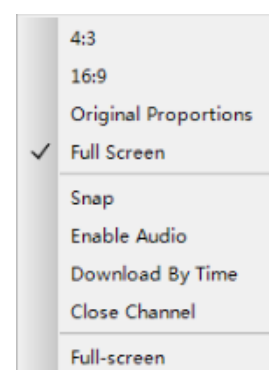 4:3
16:9
Original Proportions
Full Screen
Snap
Enable Audio
Download By Time
Close Channel
Full-screen